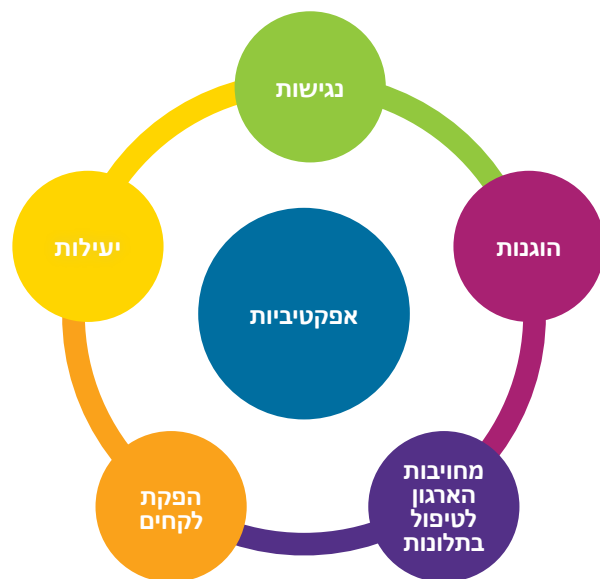 נגישות
הוגנות
יעילות
אפקטיביות
מחויבות
הארגון
לטיפול
בתלונות
הפקת
לקחים